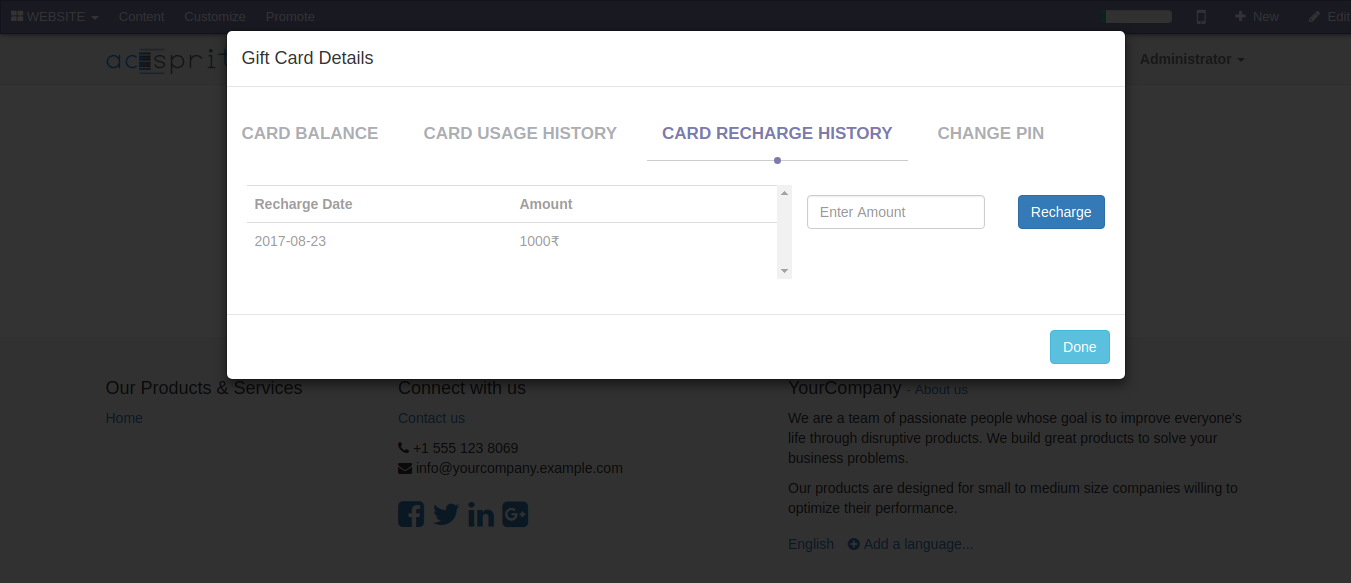 WEBSITE Content Customize Promote New Edit
Administrator
Gift Card Details
CARD BALANCE CARD USAGE HISTORY CARD RECHARGE HISTORY CHANGE PIN
Recharge Date Amount
Enter Amount Recharge
2017-08-23 1000₹
Done
Our Products & Services Connect with us YourCompany - About us
Home Contact us We are a team of passionate people whose goal is to improve everyone's
life through disruptive products. We build great products to solve your
+1 555 123 8069
business problems.
info@yourcompany.example.com
Our products are designed for small to medium size companies willing to
optimize their performance.
English Add a language...